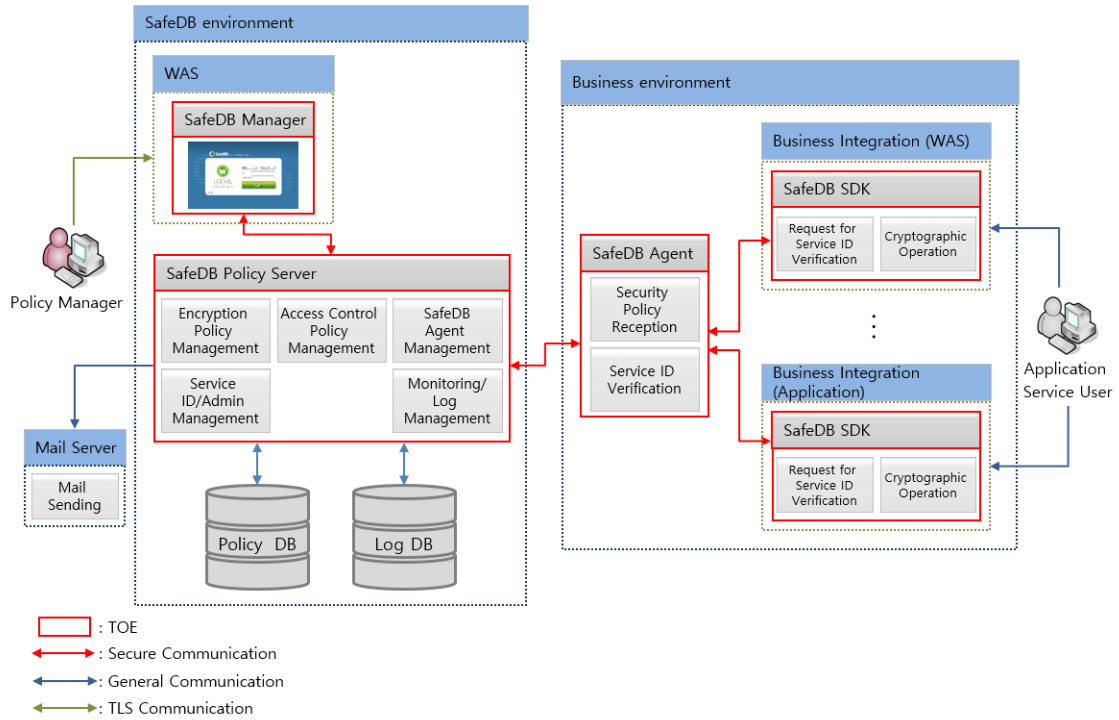 SafeDB environment
WAS
SafeDB Manager
LOGIN
Policy Manager
SafeDB Policy Server
Encryption
Policy
Management
Access Control
Policy
Management
SafeDB
Agent
Management
Service
ID/Admin
Management
Monitoring/
Log
Management
Mail Server
Mail
Sending
Policy DB
Log DB
Business environment
SafeDB Agent
Security
Policy
Reception
Service ID
Verification
Business Integration (WAS)
SafeDB SDK
Request for
Service ID
Verification
Cryptographic
Operation
⋮
Business Integration
(Application)
SafeDB SDK
Request for
Service ID
Verification
Cryptographic
Operation
Application
Service User
: TOE
: Secure Communication
: General Communication
: TLS Communication